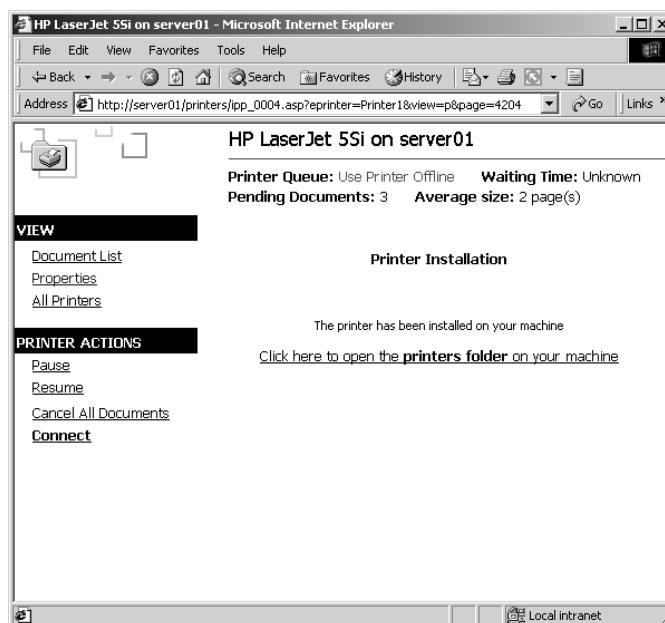 HP LaserJet 5Si on server01 - Microsoft Internet Explorer
File Edit View Favorites Tools Help
Back Search Favorites History
Address http://server01/printers/ipp_0004.asp?eprinter=Printer1&view=p&page=4204 Go Links »
HP LaserJet 5Si on server01
Printer Queue: Use Printer Offline Waiting Time: Unknown
Pending Documents: 3 Average size: 2 page(s)
VIEW
Document List
Properties
All Printers
PRINTER ACTIONS
Pause
Resume
Cancel All Documents
Connect
Printer Installation
The printer has been installed on your machine
Click here to open the printers folder on your machine
Local intranet